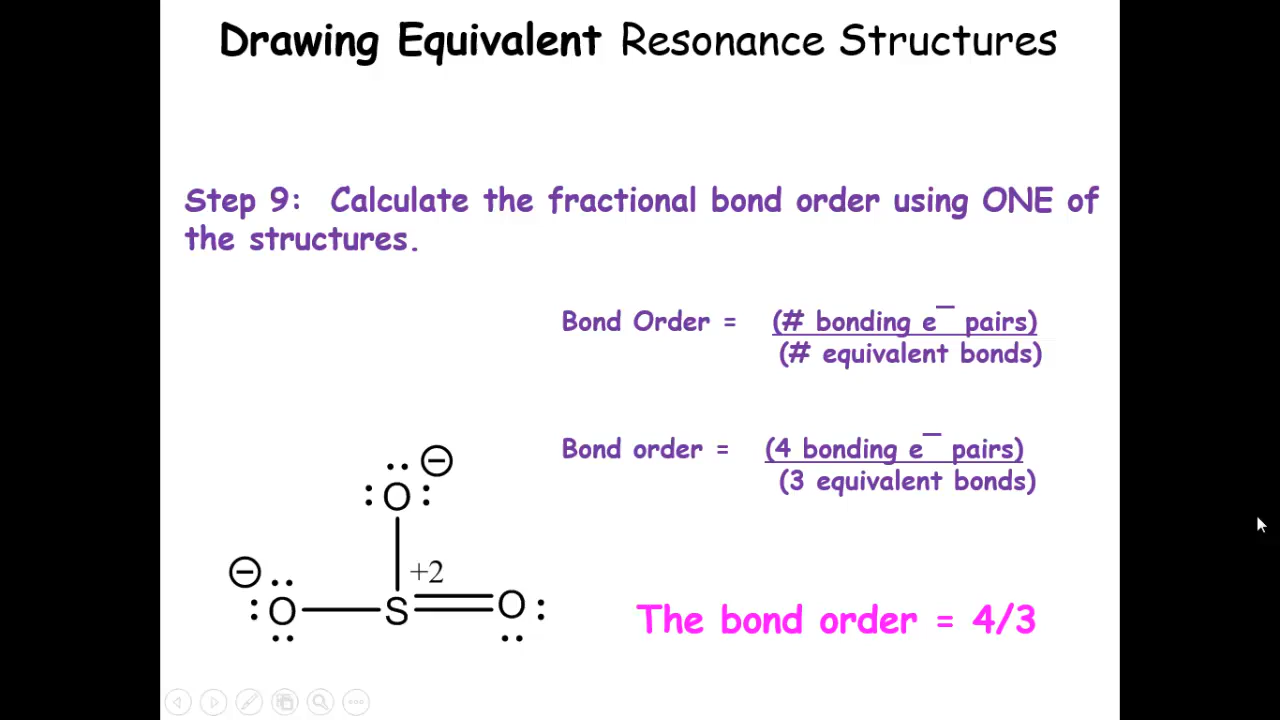 Drawing Equivalent Resonance Structures
Step 9: Calculate the fractional bond order using ONE of
the structures.
Bond Order = (# bonding e¯ pairs)
(# equivalent bonds)
Bond order = (4 bonding e¯ pairs)
(3 equivalent bonds)
⊖
O
+2
⊖
O S O
The bond order = 4/3